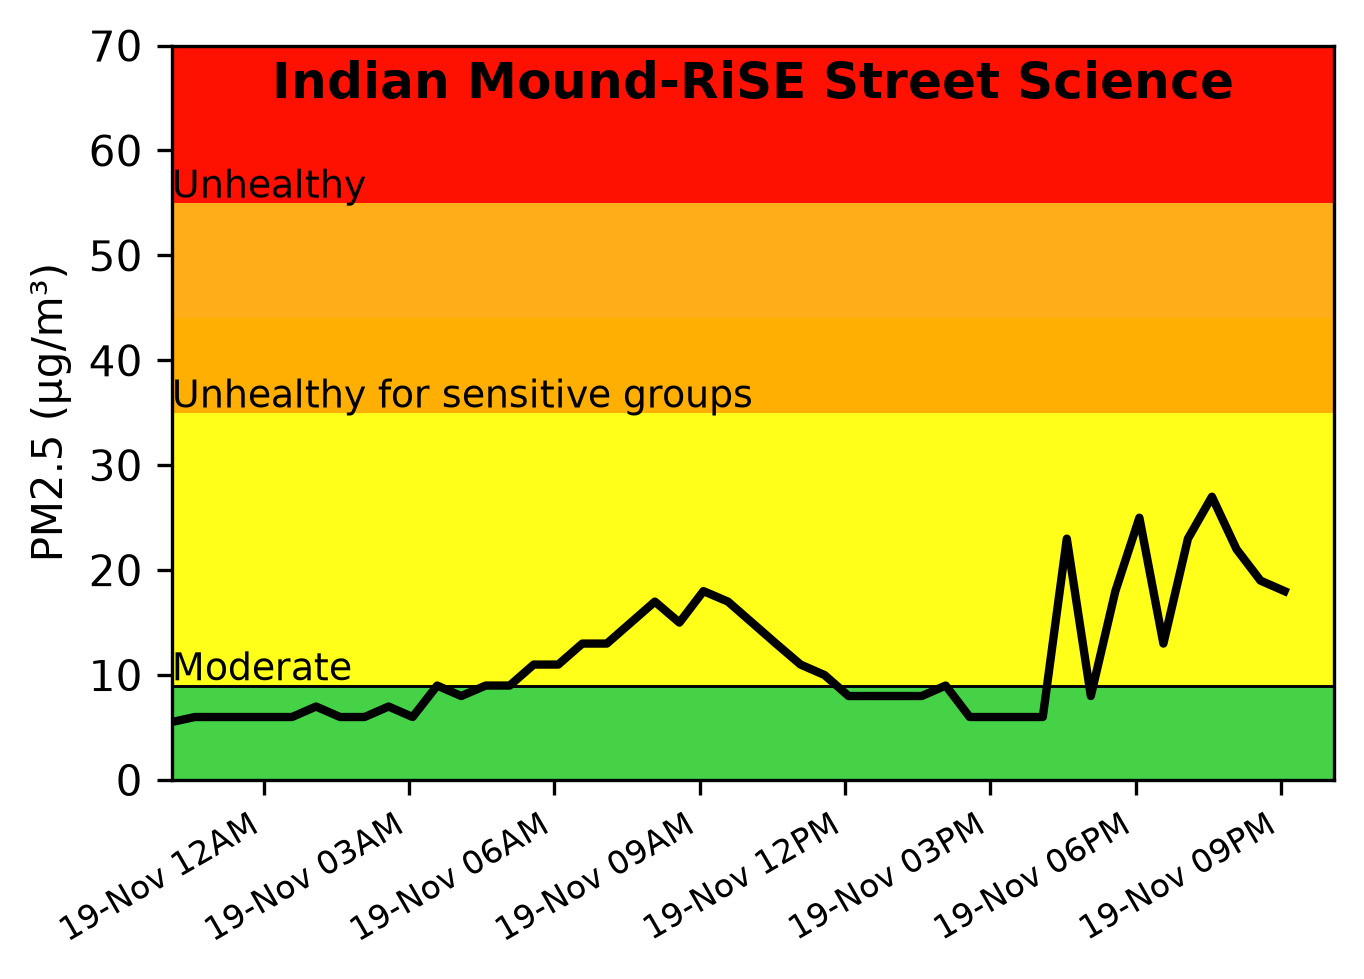 Indian Mound-RiSE Street Science
70
60
50
40
30
20
10
0
PM2.5 (µg/m³)
Unhealthy
Unhealthy for sensitive groups
Moderate
19-Nov 12AM
19-Nov 03AM
19-Nov 06AM
19-Nov 09AM
19-Nov 12PM
19-Nov 03PM
19-Nov 06PM
19-Nov 09PM